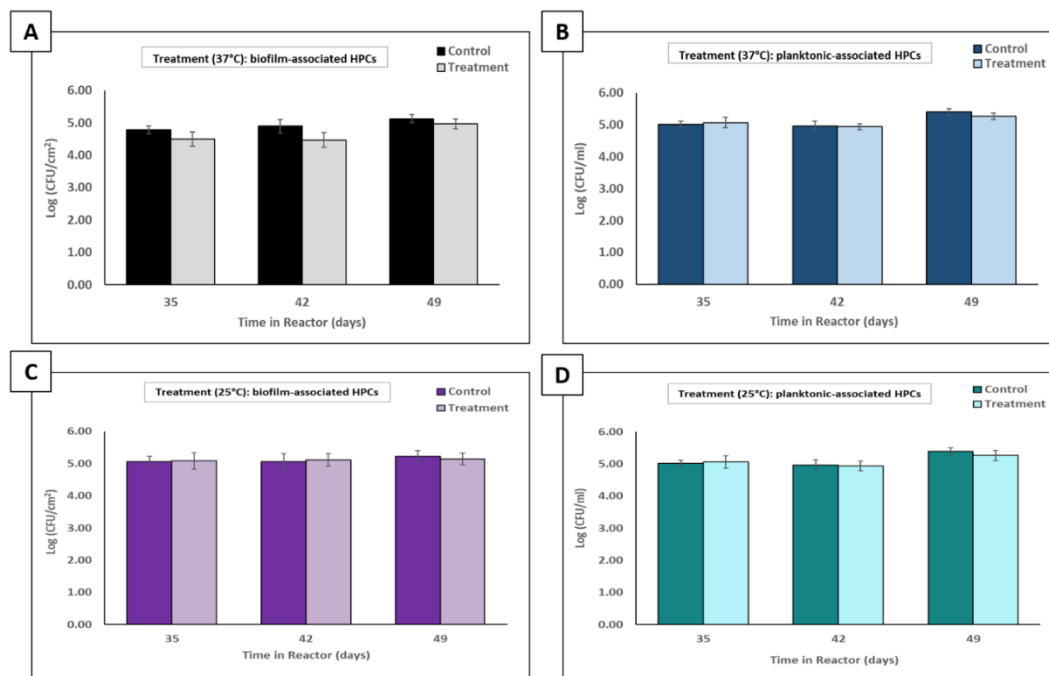 A
Treatment (37°C): biofilm-associated HPCs
Control
Treatment
6.00
5.00
4.00
3.00
2.00
1.00
0.00
Log (CFU/cm²)
35 42 49
Time in Reactor (days)
B
Treatment (37°C): planktonic-associated HPCs
Control
Treatment
6.00
5.00
4.00
3.00
2.00
1.00
0.00
Log (CFU/ml)
35 42 49
Time in Reactor (days)
C
Treatment (25°C): biofilm-associated HPCs
Control
Treatment
6.00
5.00
4.00
3.00
2.00
1.00
0.00
Log (CFU/cm²)
35 42 49
Time in Reactor (days)
D
Treatment (25°C): planktonic-associated HPCs
Control
Treatment
6.00
5.00
4.00
3.00
2.00
1.00
0.00
Log (CFU/ml)
35 42 49
Time in Reactor (days)